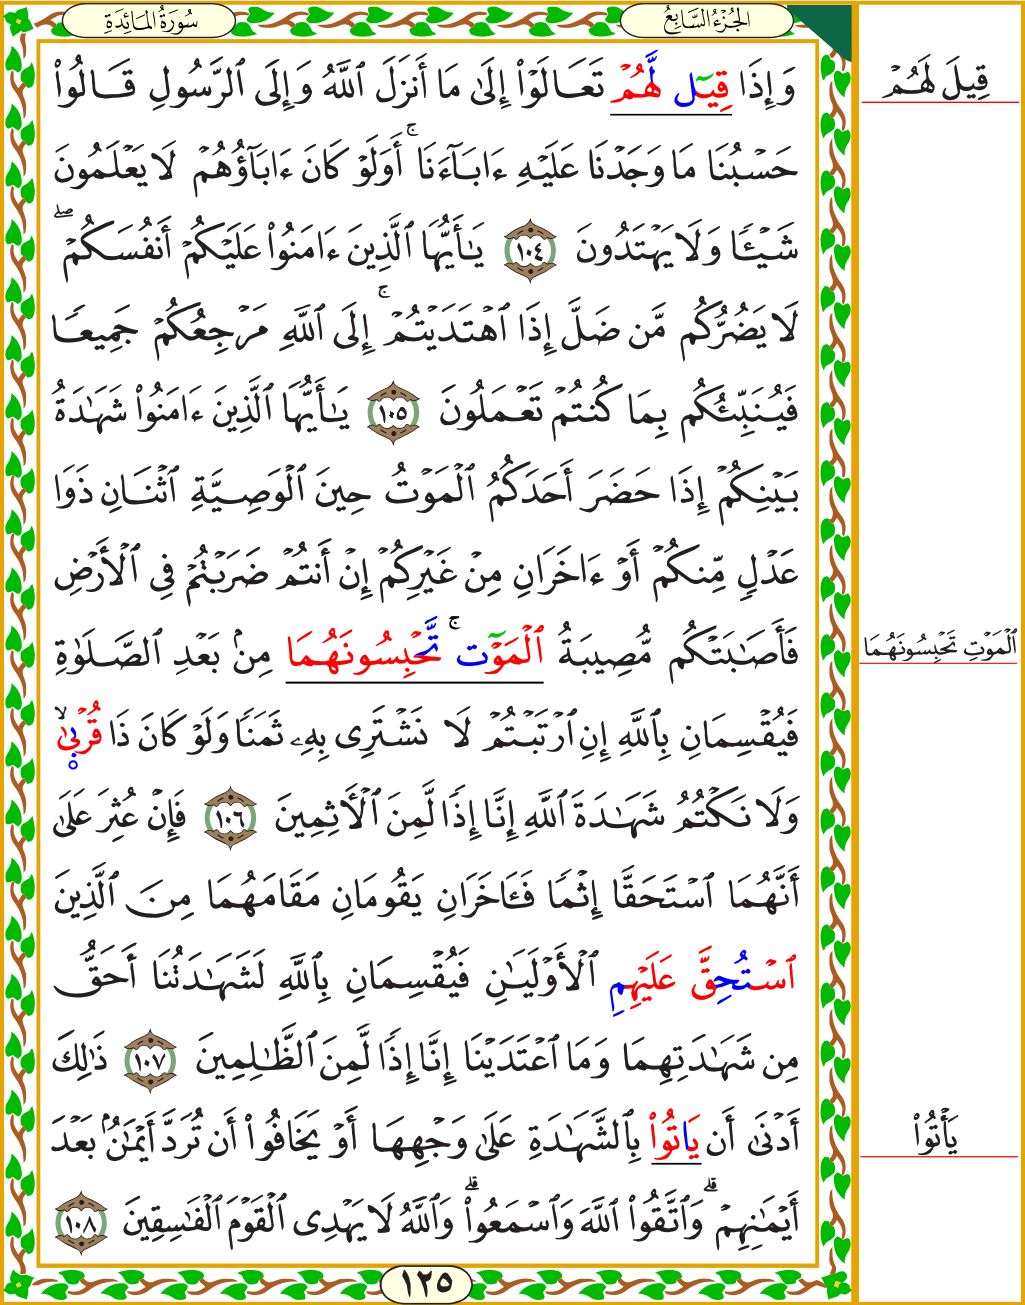 سُورَةُ المَائِدَةِ
الجُزْءُ السَّابِعُ
وَإِذَا قِيلۡ لَّهُمۡ تَعَالَوۡاْ إِلَىٰ مَا أَنزَلَ ٱللَّهُ وَإِلَى ٱلرَّسُولِ قَالُواْ
قِيلَ لَهُمۡ
حَسۡبُنَا مَا وَجَدۡنَا عَلَيۡهِ ءَابَآءَنَاۚ أَوَلَوۡ كَانَ ءَابَآؤُهُمۡ لَا يَعۡلَمُونَ
شَيۡـٔٗا وَلَا يَهۡتَدُونَ ١٠٤ يَـٰٓأَيُّهَا ٱلَّذِينَ ءَامَنُواْ عَلَيۡكُمۡ أَنفُسَكُمۡۖ
لَا يَضُرُّكُم مَّن ضَلَّ إِذَا ٱهۡتَدَيۡتُمۡۚ إِلَى ٱللَّهِ مَرۡجِعُكُمۡ جَمِيعٗا
فَيُنَبِّئُكُم بِمَا كُنتُمۡ تَعۡمَلُونَ ١٠٥ يَـٰٓأَيُّهَا ٱلَّذِينَ ءَامَنُواْ شَهَـٰدَةُ
بَيۡنِكُمۡ إِذَا حَضَرَ أَحَدَكُمُ ٱلۡمَوۡتُ حِينَ ٱلۡوَصِيَّةِ ٱثۡنَانِ ذَوَا
عَدۡلٖ مِّنكُمۡ أَوۡ ءَاخَرَانِ مِنۡ غَيۡرِكُمۡ إِنۡ أَنتُمۡ ضَرَبۡتُمۡ فِي ٱلۡأَرۡضِ
فَأَصَٰبَتۡكُم مُّصِيبَةُ ٱلۡمَوۡتۚ تَّحۡبِسُونَهُمَا مِنۢ بَعۡدِ ٱلصَّلَوٰةِ
ٱلۡمَوۡتِ تَحۡبِسُونَهُمَا
فَيُقۡسِمَانِ بِٱللَّهِ إِنِ ٱرۡتَبۡتُمۡ لَا نَشۡتَرِي بِهِۦ ثَمَنٗا وَلَوۡ كَانَ ذَا قُرۡبَىٰۙ
وَلَا نَكۡتُمُ شَهَـٰدَةَ ٱللَّهِ إِنَّا إِذٗا لَّمِنَ ٱلۡأٓثِمِينَ ١٠٦ فَإِنۡ عُثِرَ عَلَىٰ
أَنَّهُمَا ٱسۡتَحَقَّا إِثۡمٗا فَـَٔاخَرَانِ يَقُومَانِ مَقَامَهُمَا مِنَ ٱلَّذِينَ
ٱسۡتُحِقَّ عَلَيۡهِمِ ٱلۡأَوۡلَيَـٰنِ فَيُقۡسِمَانِ بِٱللَّهِ لَشَهَـٰدَتُنَا أَحَقُّ
مِن شَهَـٰدَتِهِمَا وَمَا ٱعۡتَدَيۡنَا إِنَّا إِذٗا لَّمِنَ ٱلظَّـٰلِمِينَ ١٠٧ ذَٰلِكَ
أَدۡنَىٰ أَن يَاتُواْ بِٱلشَّهَـٰدَةِ عَلَىٰ وَجۡهِهَا أَوۡ يَخَافُواْ أَن تُرَدَّ أَيۡمَٰنُۢ بَعۡدَ
يَأۡتُواْ
أَيۡمَٰنِهِمۡۗ وَٱتَّقُواْ ٱللَّهَ وَٱسۡمَعُواْۗ وَٱللَّهُ لَا يَهۡدِي ٱلۡقَوۡمَ ٱلۡفَـٰسِقِينَ ١٠٨
١٢٥